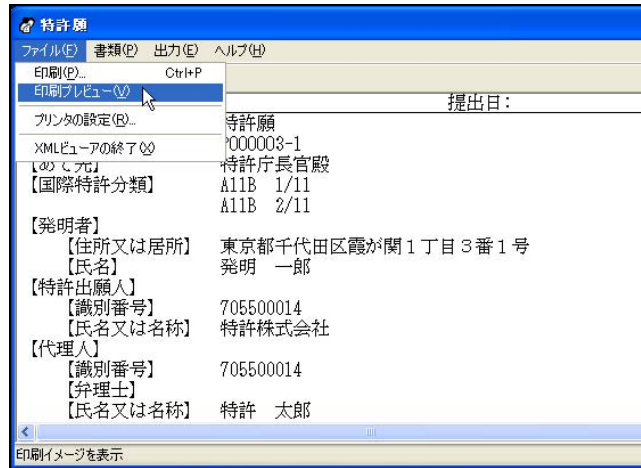 特許願
ファイル(F) 書類(P) 出力(E) ヘルプ(H)
印刷(P)... Ctrl+P
印刷プレビュー(V)
プリンタの設定(R)...
XMLビューアの終了(X)
提出日：
特許願
P000003-1
【あて先】 特許庁長官殿
【国際特許分類】 A11B 1/11
A11B 2/11
【発明者】
【住所又は居所】 東京都千代田区霞が関１丁目３番１号
【氏名】 発明 一郎
【特許出願人】
【識別番号】 705500014
【氏名又は名称】 特許株式会社
【代理人】
【識別番号】 705500014
【弁理士】
【氏名又は名称】 特許 太郎
印刷イメージを表示